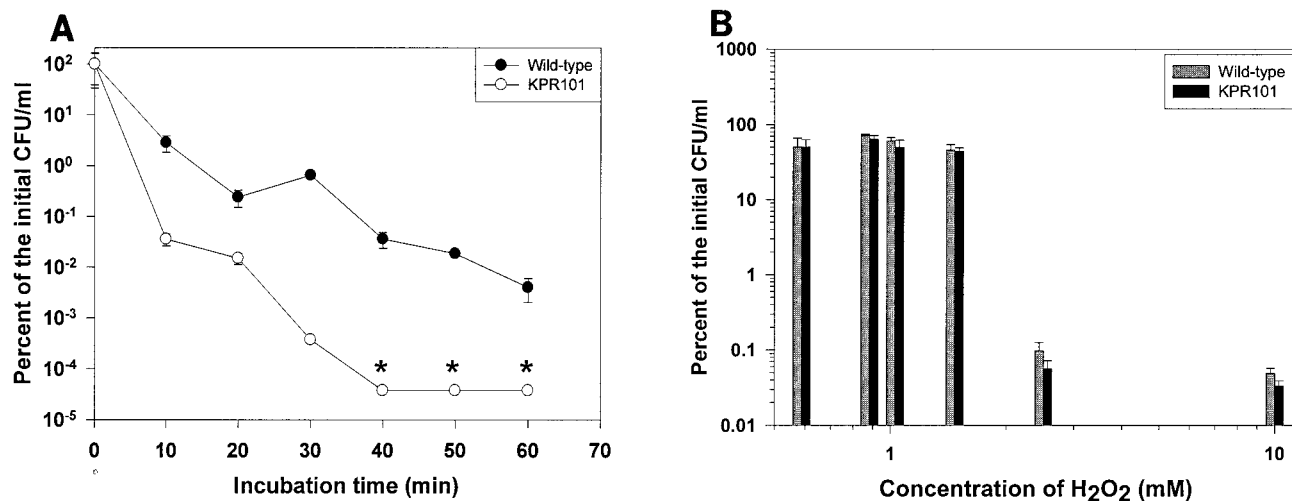 A
Percent of the initial CFU/ml
10²
10¹
10⁰
10⁻¹
10⁻²
10⁻³
10⁻⁴
10⁻⁵
Wild-type
KPR101
* * *
0 10 20 30 40 50 60 70
Incubation time (min)
B
Percent of the initial CFU/ml
1000
100
10
1
0.1
0.01
Wild-type
KPR101
1 10
Concentration of H₂O₂ (mM)